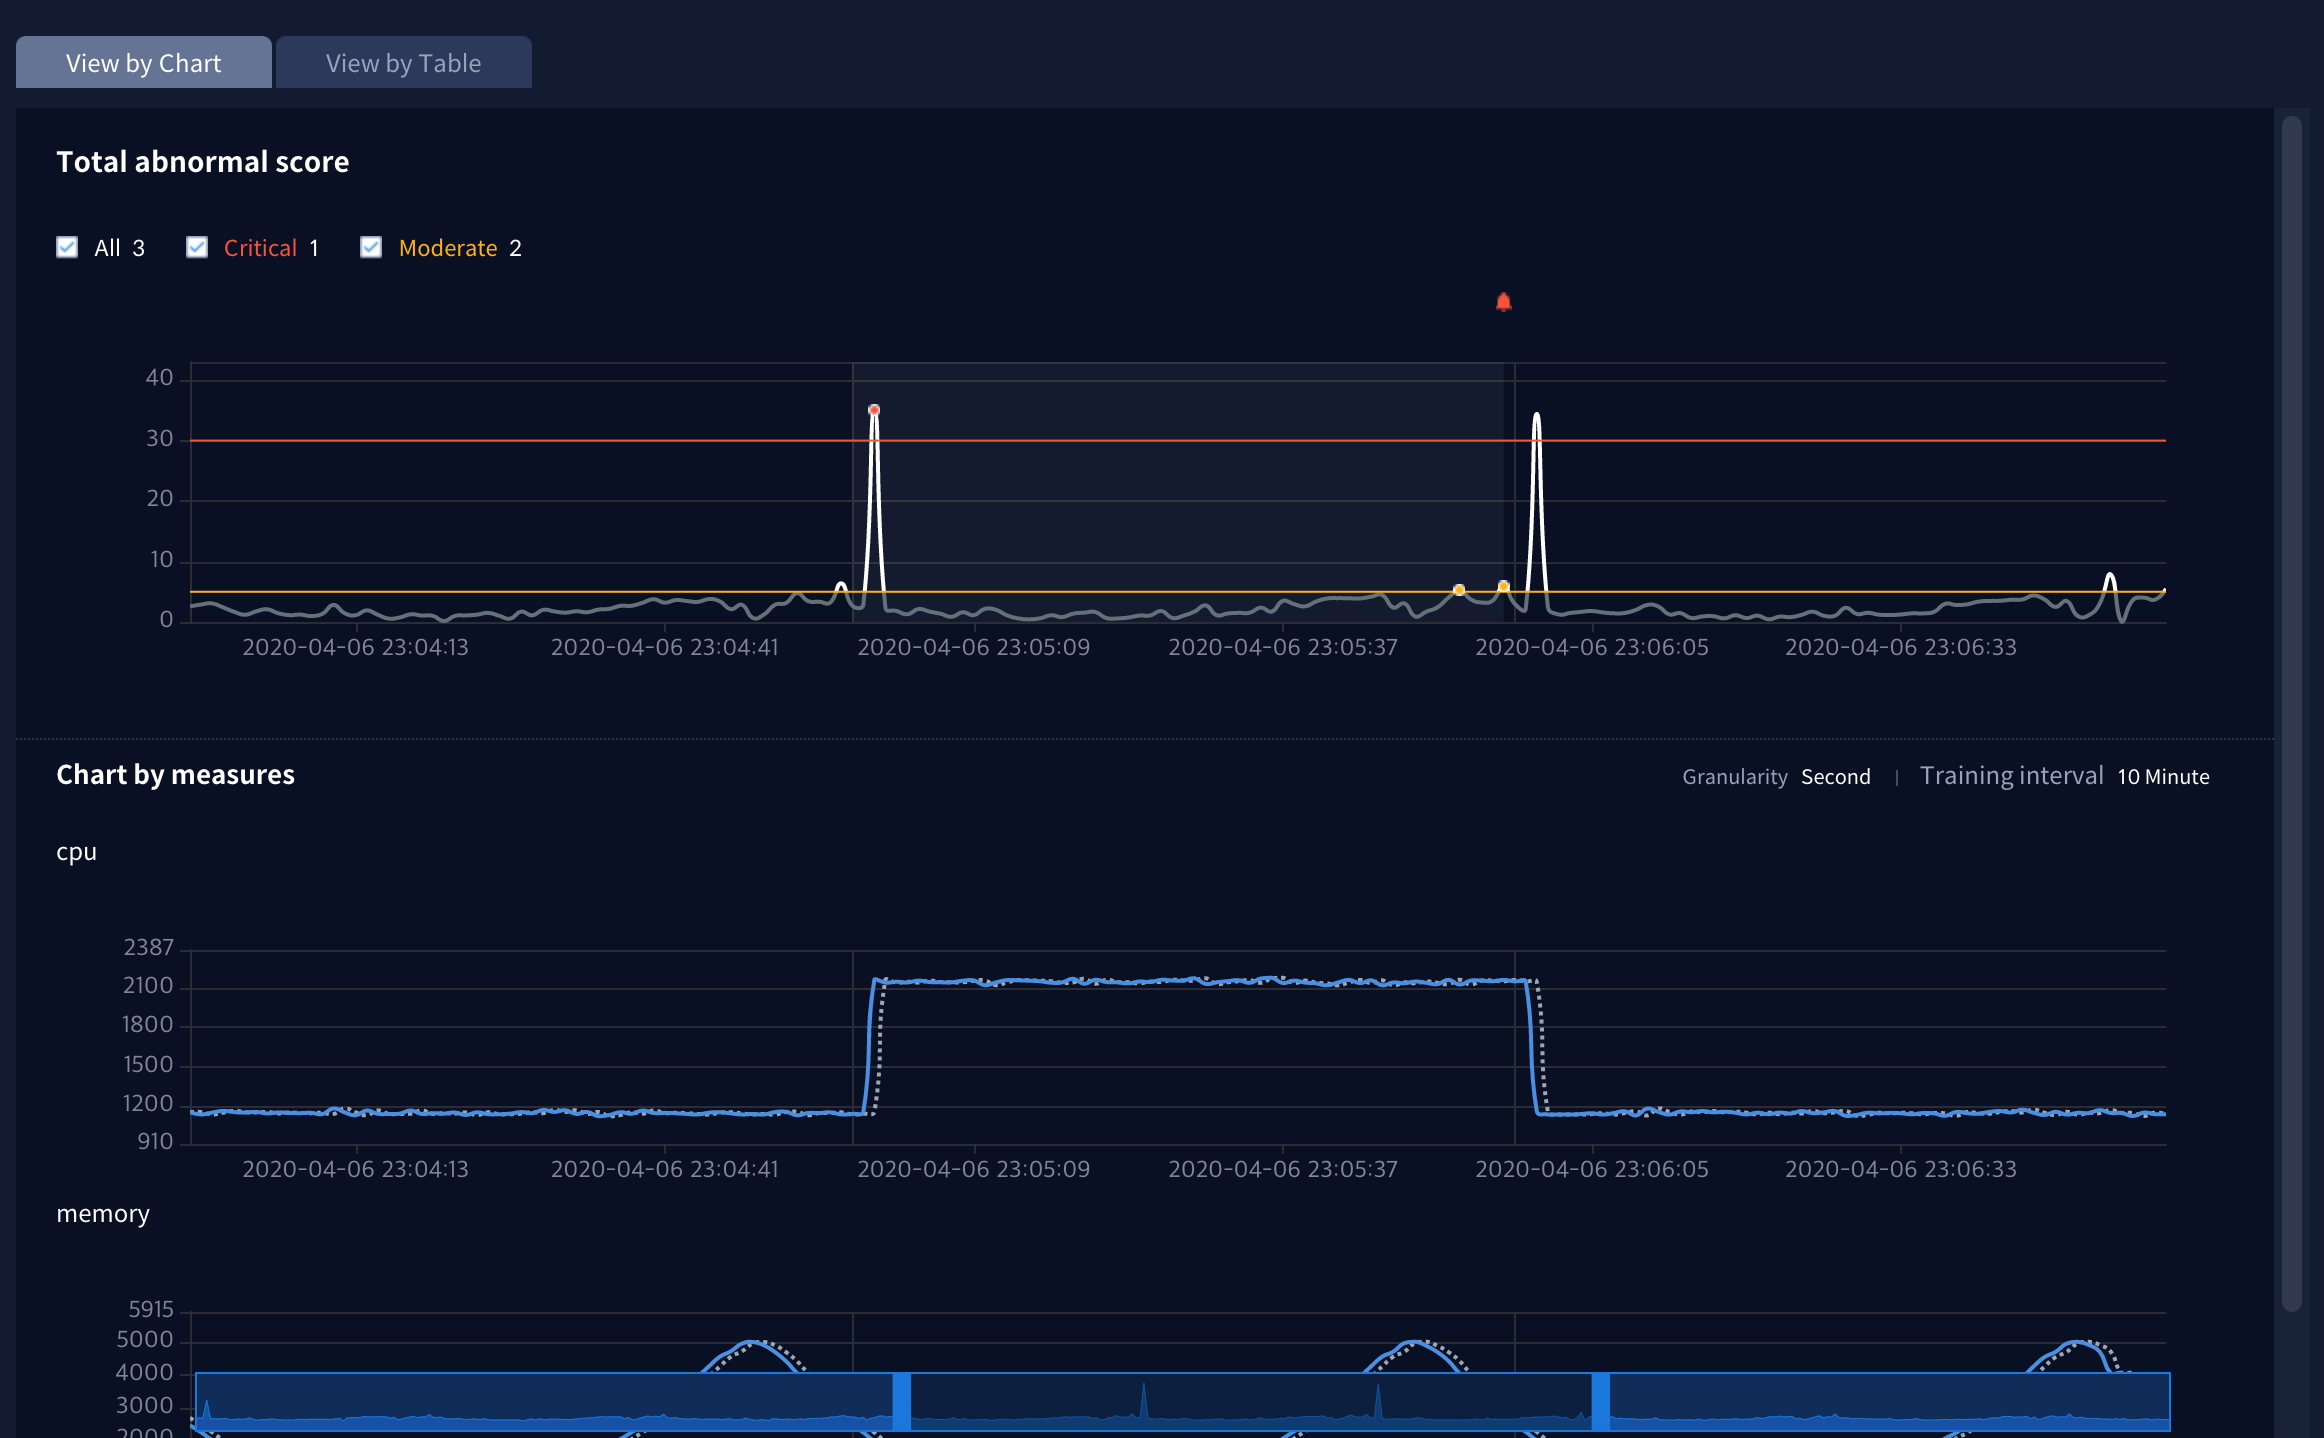 View by Chart View by Table
Total abnormal score
All 3 Critical 1 Moderate 2
40
30
20
10
0
2020-04-06 23:04:13 2020-04-06 23:04:41 2020-04-06 23:05:09 2020-04-06 23:05:37 2020-04-06 23:06:05 2020-04-06 23:06:33
Chart by measures Granularity Second | Training interval 10 Minute
cpu
2387
2100
1800
1500
1200
910
2020-04-06 23:04:13 2020-04-06 23:04:41 2020-04-06 23:05:09 2020-04-06 23:05:37 2020-04-06 23:06:05 2020-04-06 23:06:33
memory
5915
5000
4000
3000
2000